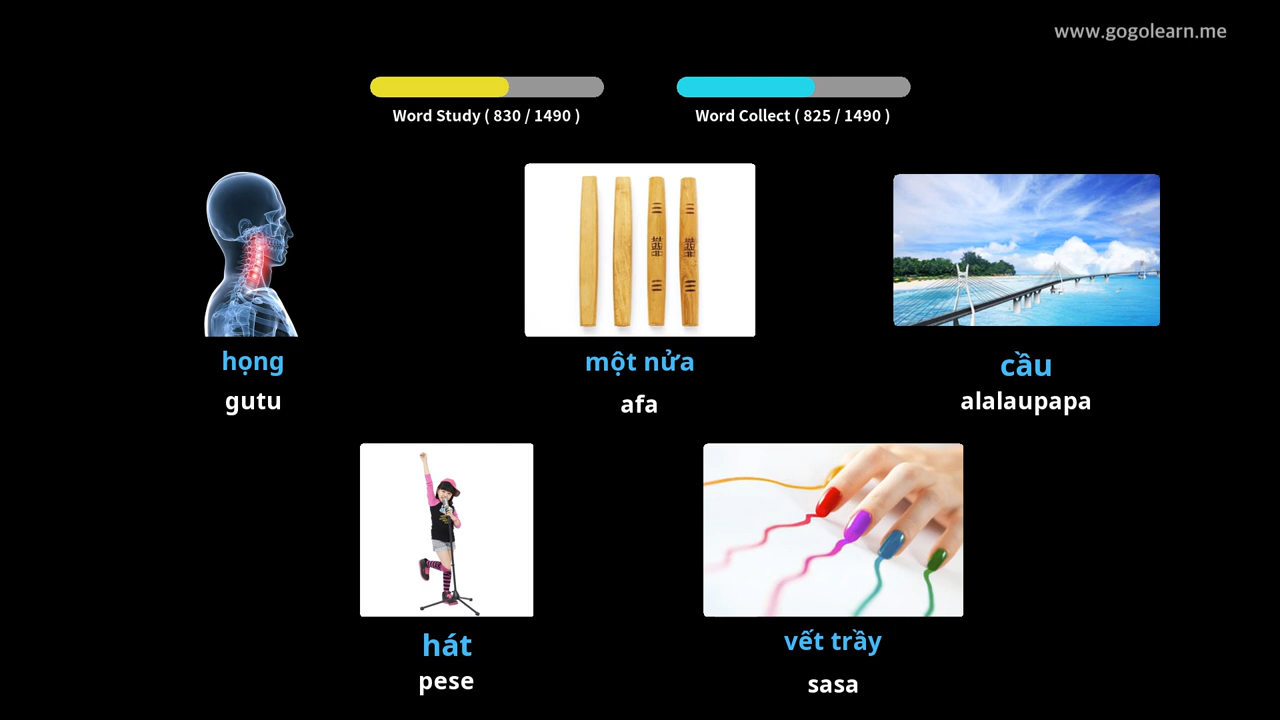 www.gogolearn.me
Word Study ( 830 / 1490 )
Word Collect ( 825 / 1490 )
họng
gutu
một nửa
afa
cầu
alalaupapa
hát
pese
vết trầy
sasa